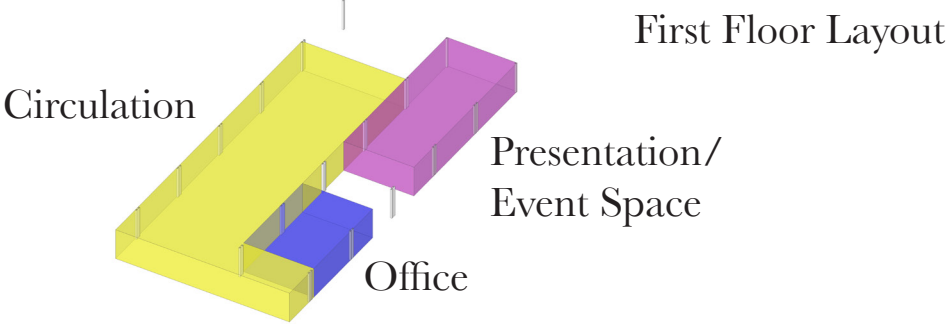 First Floor Layout
Circulation
Presentation/
Event Space
Office